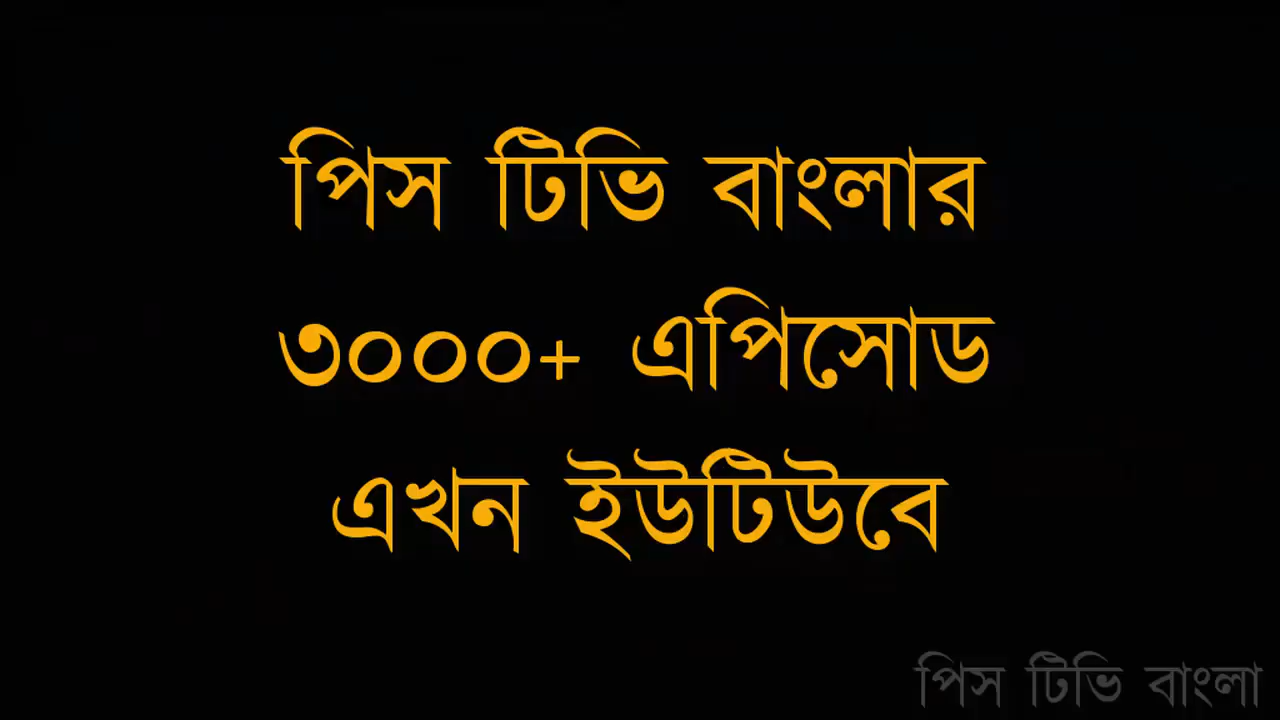 পিস টিভি বাংলার
৩০০০+ এপিসোড
এখন ইউটিউবে
পিস টিভি বাংলা